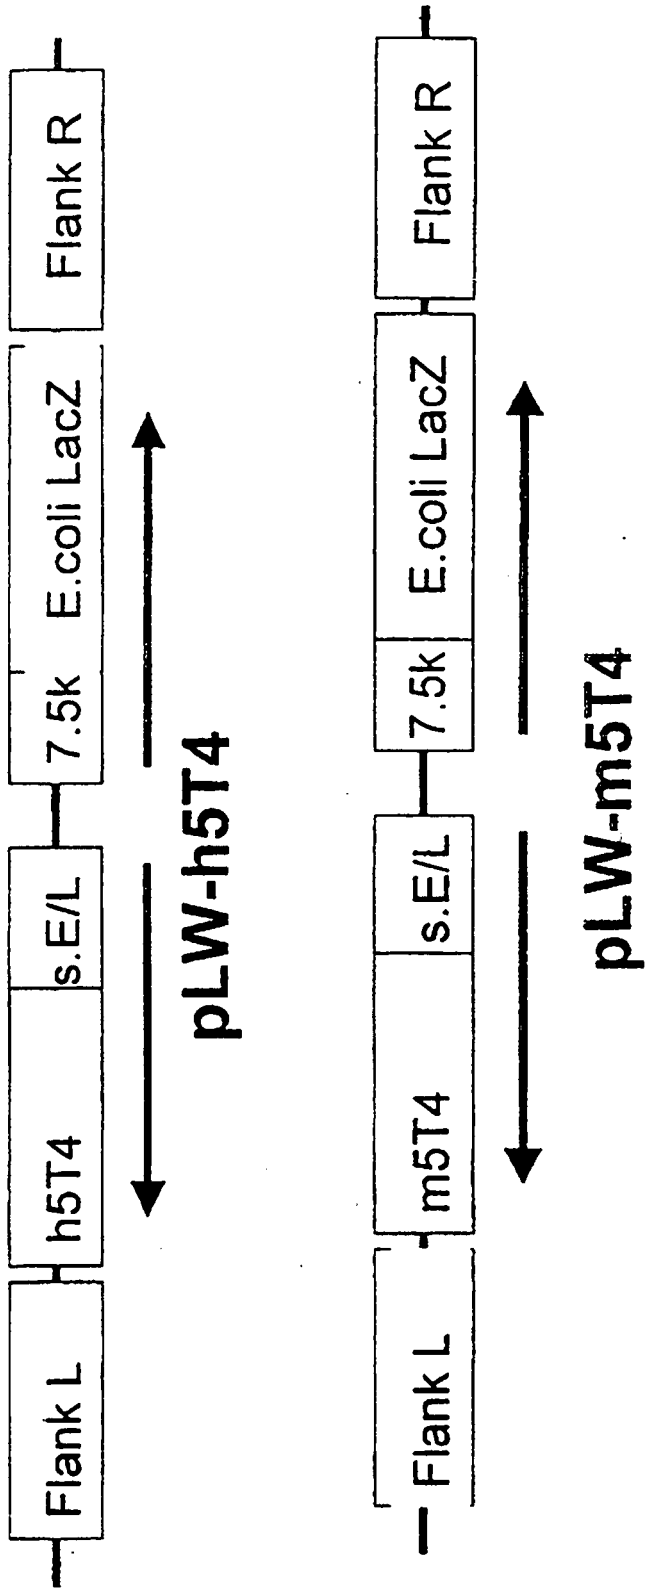 Flank L h5T4 s.E/L 7.5k E.coli LacZ Flank R
pLW-h5T4
Flank L m5T4 s.E/L 7.5k E.coli LacZ Flank R
pLW-m5T4